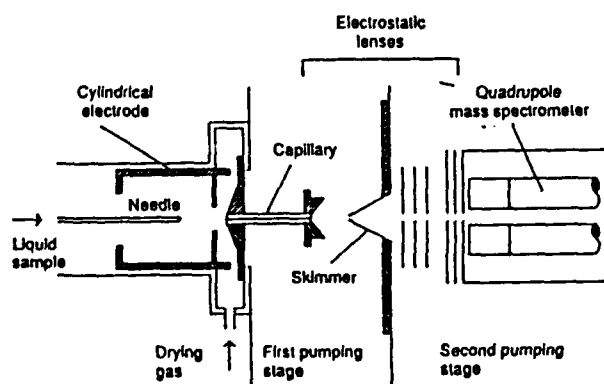 Electrostatic
lenses
Cylindrical
electrode
Quadrupole
mass spectrometer
Capillary
Needle
Liquid
sample
Skimmer
Drying
gas
First pumping
stage
Second pumping
stage